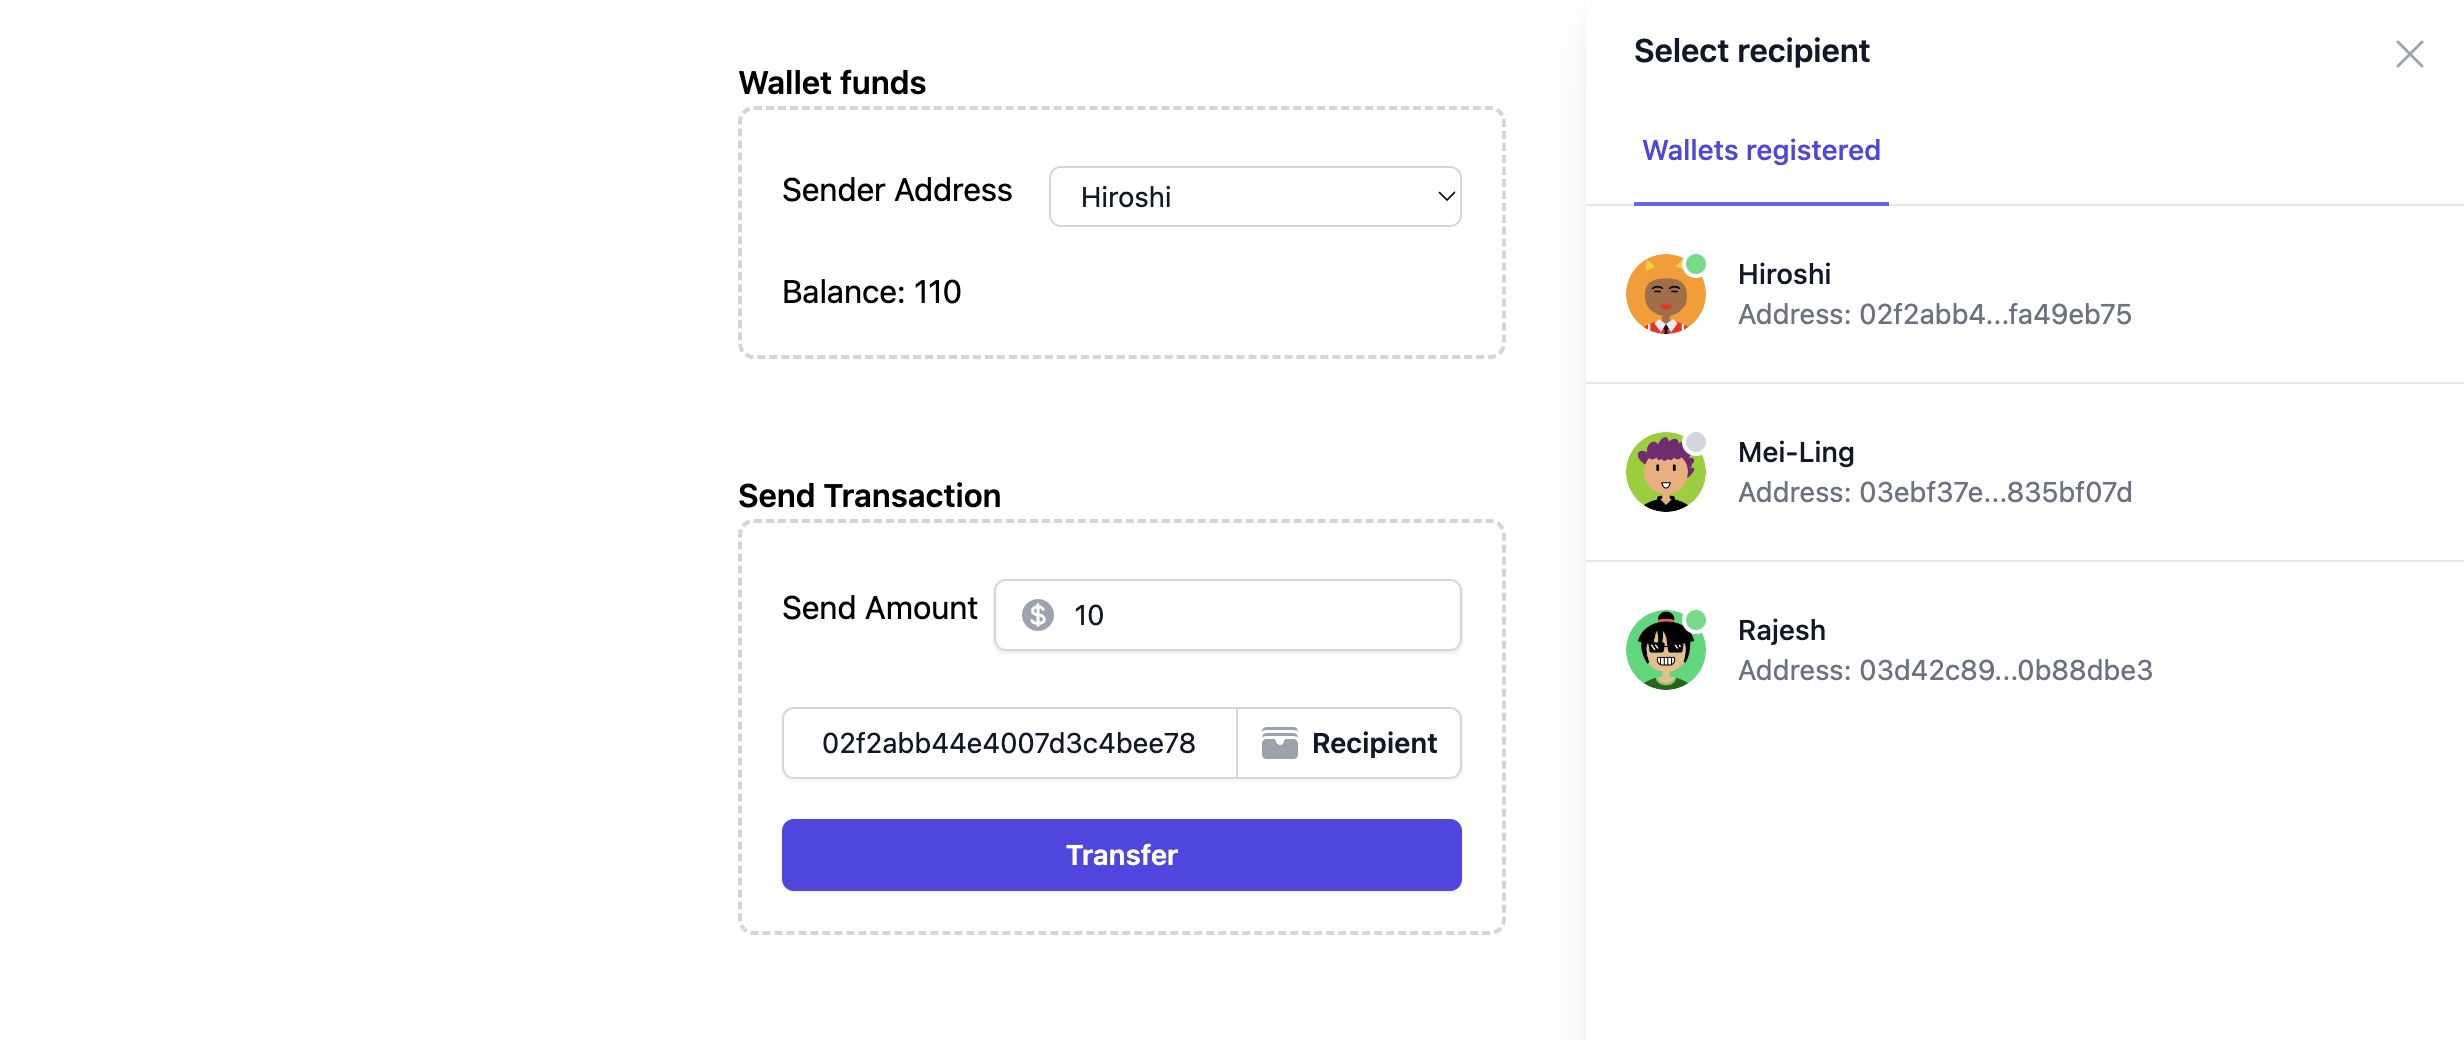 Wallet funds
Sender Address
Hiroshi
Balance: 110
Send Transaction
Send Amount
$ 10
02f2abb44e4007d3c4bee78
Recipient
Transfer
Select recipient
Wallets registered
Hiroshi
Address: 02f2abb4...fa49eb75
Mei-Ling
Address: 03ebf37e...835bf07d
Rajesh
Address: 03d42c89...0b88dbe3